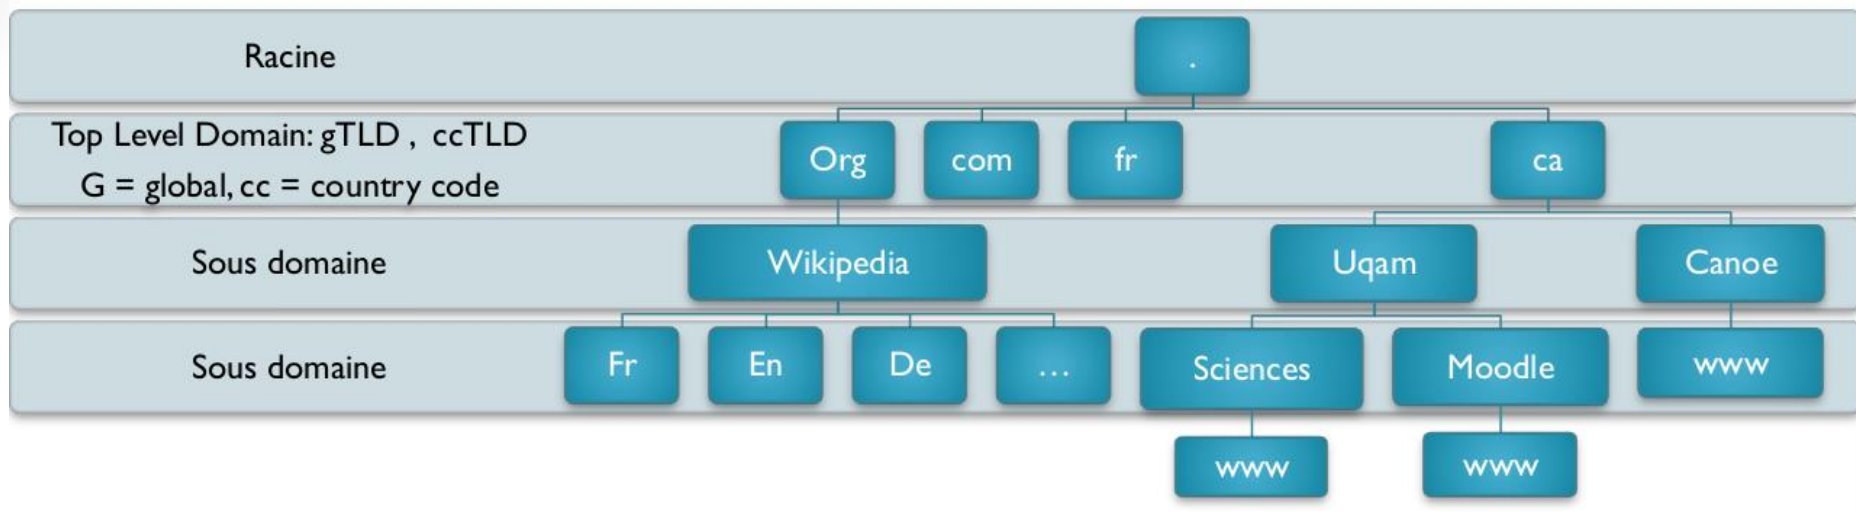 Racine
.
Top Level Domain: gTLD , ccTLD
G = global, cc = country code
Org
com
fr
ca
Sous domaine
Wikipedia
Uqam
Canoe
Sous domaine
Fr
En
De
...
Sciences
Moodle
www
www
www